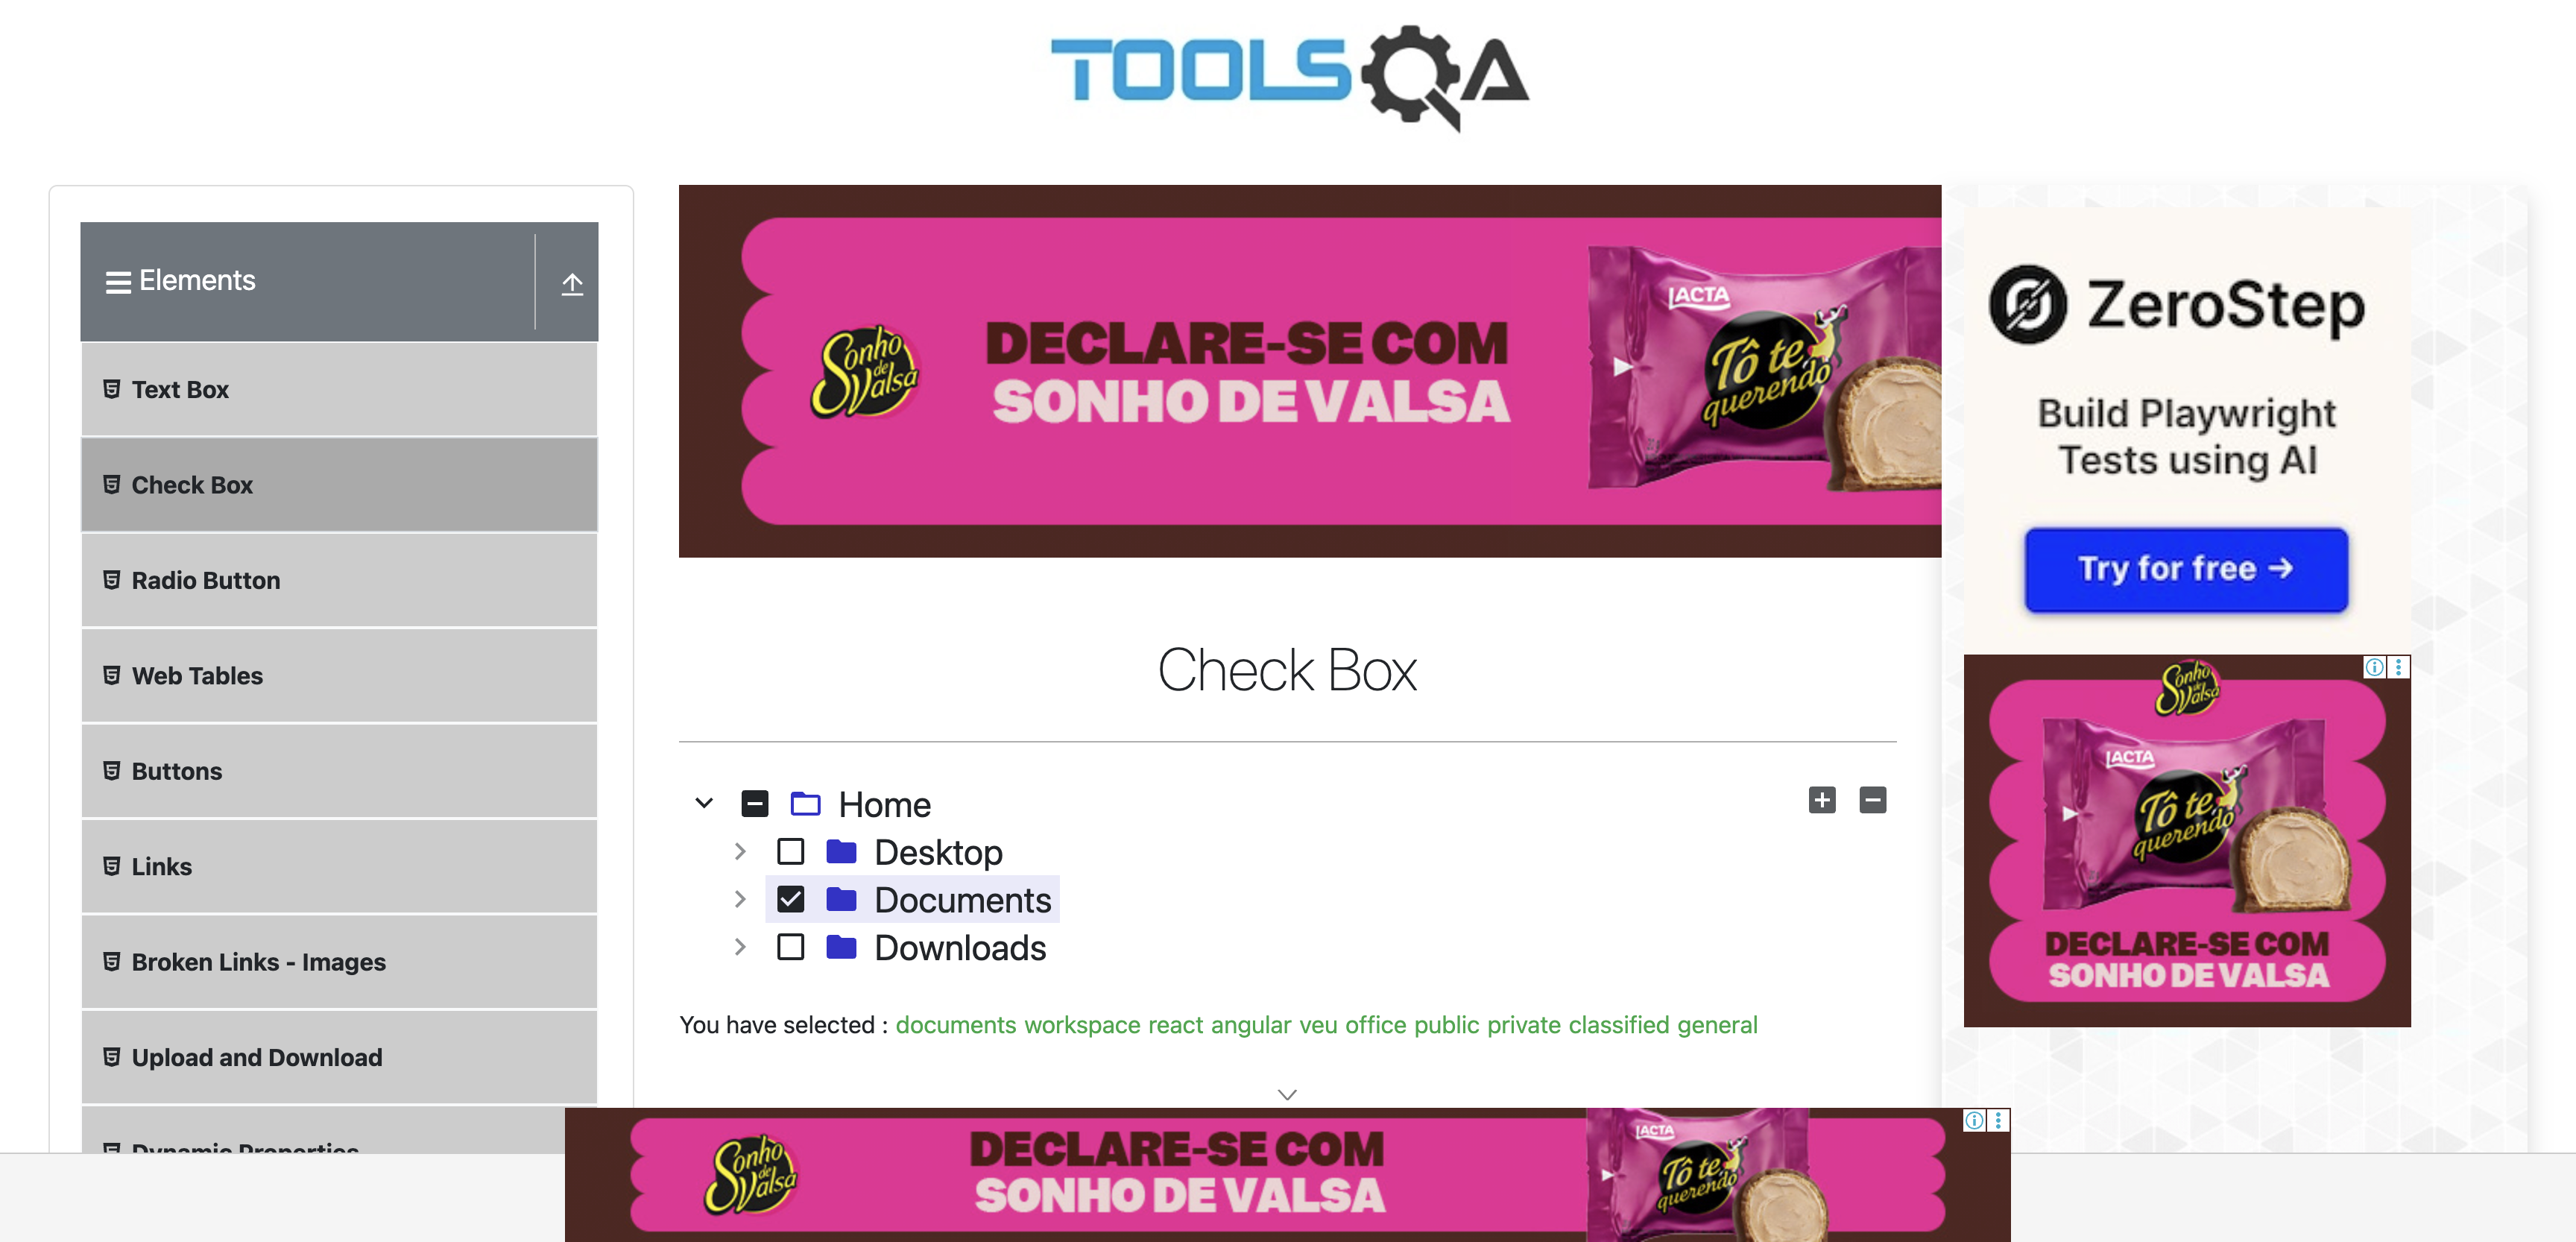 TOOLSQA
Elements
Text Box
Check Box
Radio Button
Web Tables
Buttons
Links
Broken Links - Images
Upload and Download
Dynamic Properties
Sonho de Valsa
DECLARE-SE COM
SONHO DE VALSA
LACTA
Tô te querendo
Check Box
Home
Desktop
Documents
Downloads
You have selected : documents workspace react angular veu office public private classified general
ZeroStep
Build Playwright
Tests using AI
Try for free →
Sonho de Valsa
LACTA
Tô te querendo
DECLARE-SE COM
SONHO DE VALSA
Sonho de Valsa
DECLARE-SE COM
SONHO DE VALSA
LACTA
Tô te querendo